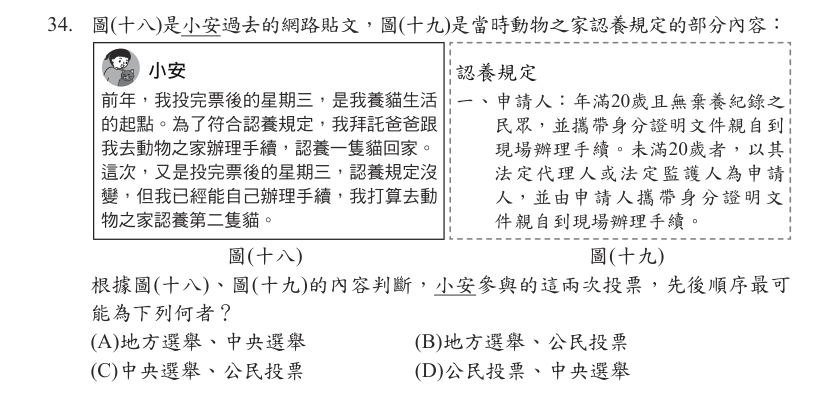 34. 圖(十八)是小安過去的網路貼文，圖(十九)是當時動物之家認養規定的部分內容：
小安
前年，我投完票後的星期三，是我養貓生活
的起點。為了符合認養規定，我拜託爸爸跟
我去動物之家辦理手續，認養一隻貓回家。
這次，又是投完票後的星期三，認養規定沒
變，但我已經能自己辦理手續，我打算去動
物之家認養第二隻貓。
圖(十八)
認養規定
一、申請人：年滿20歲且無棄養紀錄之
民眾，並攜帶身分證明文件親自到
現場辦理手續。未滿20歲者，以其
法定代理人或法定監護人為申請
人，並由申請人攜帶身分證明文
件親自到現場辦理手續。
圖(十九)
根據圖(十八)、圖(十九)的內容判斷，小安參與的這兩次投票，先後順序最可
能為下列何者？
(A)地方選舉、中央選舉
(B)地方選舉、公民投票
(C)中央選舉、公民投票
(D)公民投票、中央選舉